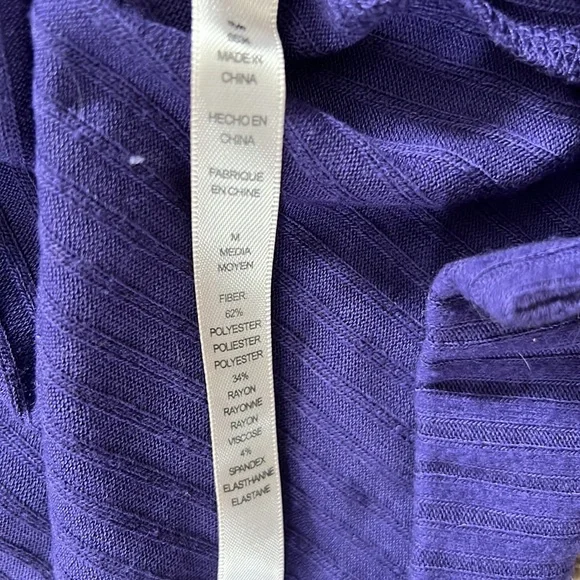 MADE IN
CHINA
HECHO EN
CHINA
FABRIQUE
EN CHINE
M
MEDIA
MOYEN
FIBER:
62%
POLYESTER
POLIESTER
POLYESTER
34%
RAYON
RAYONNE
RAYON
VISCOSE
4%
SPANDEX
ELASTHANNE
ELASTANE